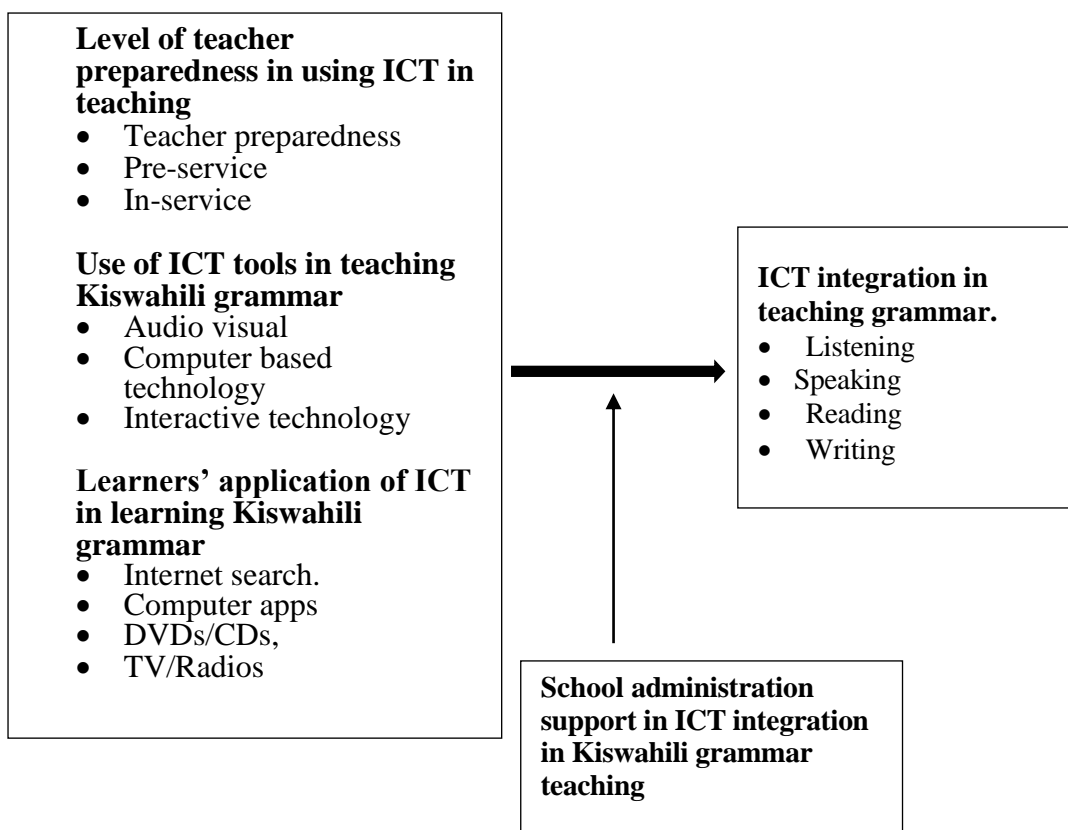 Level of teacher
preparedness in using ICT in
teaching
• Teacher preparedness
• Pre-service
• In-service
Use of ICT tools in teaching
Kiswahili grammar
• Audio visual
• Computer based
technology
• Interactive technology
Learners’ application of ICT
in learning Kiswahili
grammar
• Internet search.
• Computer apps
• DVDs/CDs,
• TV/Radios
ICT integration in
teaching grammar.
• Listening
• Speaking
• Reading
• Writing
School administration
support in ICT integration
in Kiswahili grammar
teaching